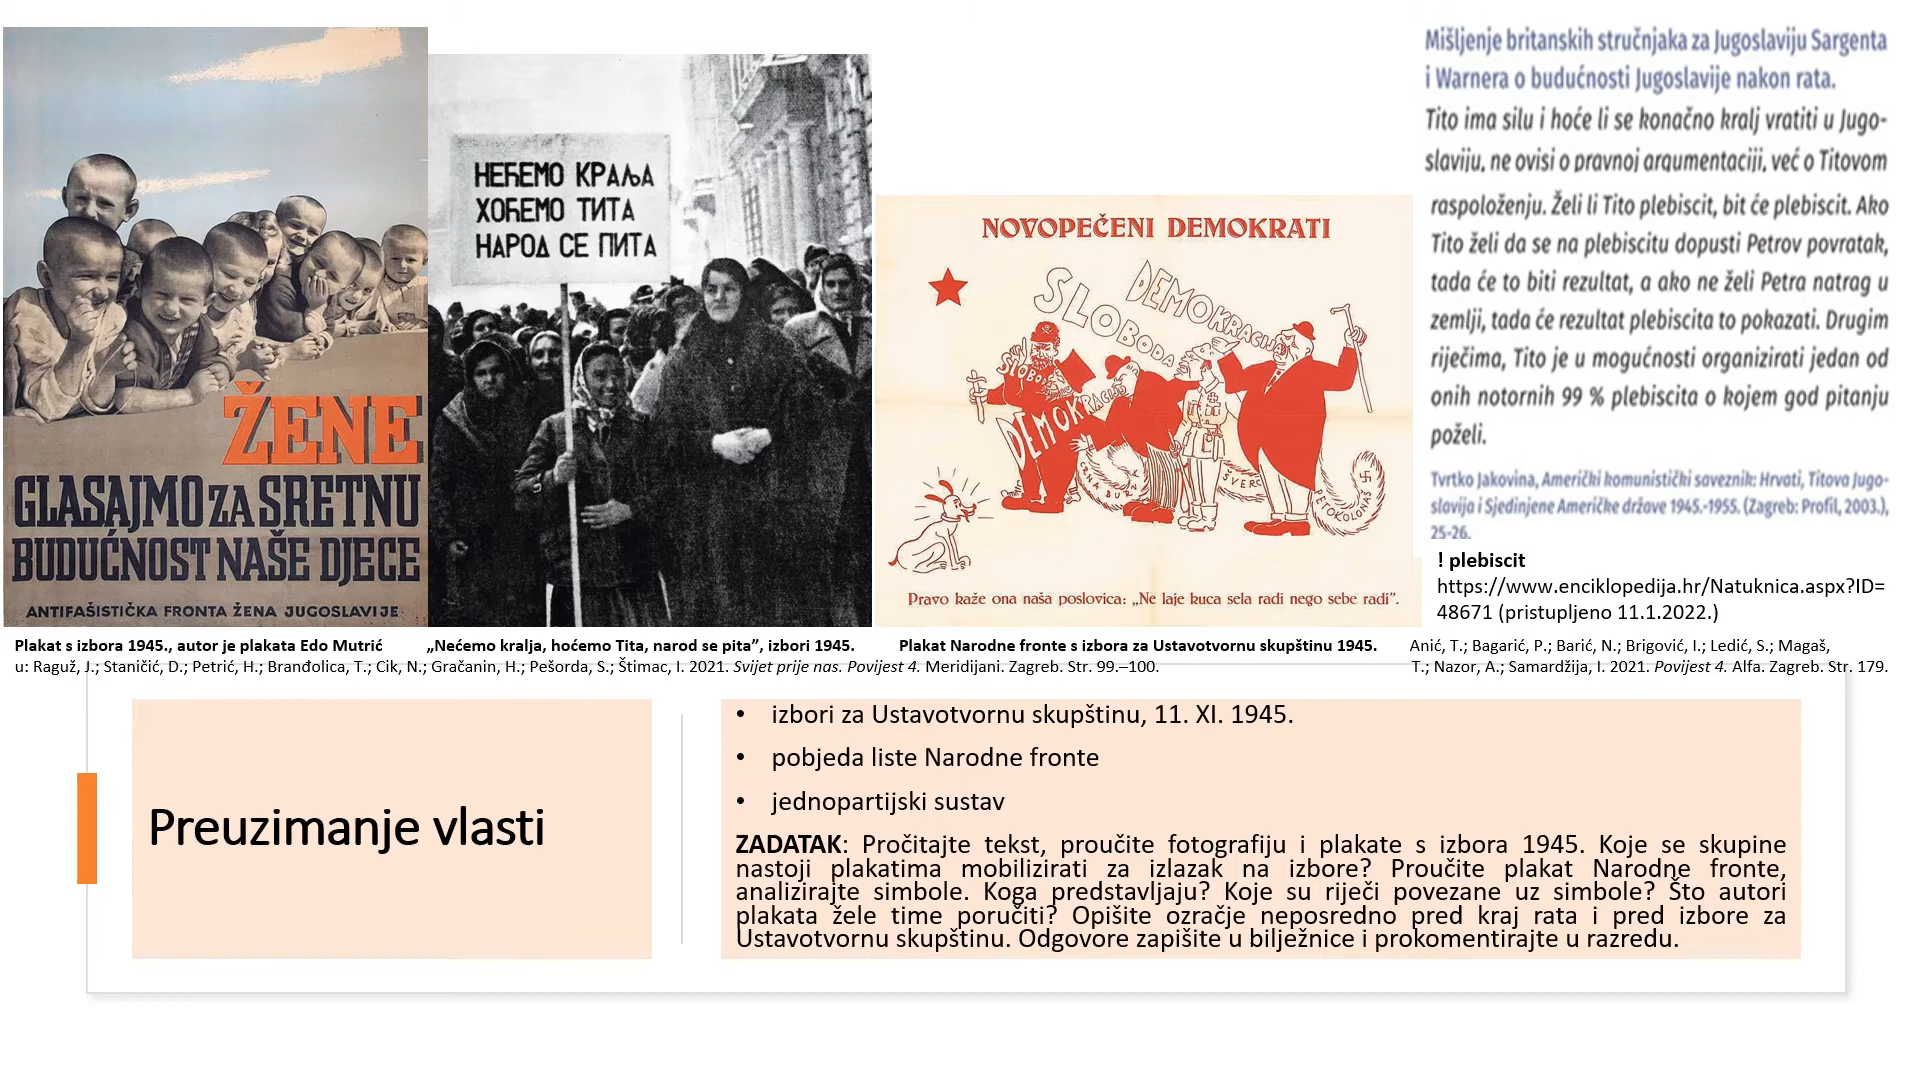 ŽENE
GLASAJMO ZA SRETNU
BUDUĆNOST NAŠE DJECE
ANTIFAŠISTIČKA FRONTA ŽENA JUGOSLAVIJE
НЕЋЕМО КРАЉА
ХОЋЕМО ТИТА
НАРОД СЕ ПИТА
NOVOPEČENI DEMOKRATI
SLOBODA
DEMOKRACIJA
SLOBODA
DEMOKRACIJA
CRNA BURZA
ŠVERC
PETOKOLONAŠ
Pravo kaže ona naša poslovica: „Ne laje kuca sela radi nego sebe radi”.
Mišljenje britanskih stručnjaka za Jugoslaviju Sargenta
i Warnera o budućnosti Jugoslavije nakon rata.
Tito ima silu i hoće li se konačno kralj vratiti u Jugo-
slaviju, ne ovisi o pravnoj argumentaciji, već o Titovom
raspoloženju. Želi li Tito plebiscit, bit će plebiscit. Ako
Tito želi da se na plebiscitu dopusti Petrov povratak,
tada će to biti rezultat, a ako ne želi Petra natrag u
zemlji, tada će rezultat plebiscita to pokazati. Drugim
riječima, Tito je u mogućnosti organizirati jedan od
onih notornih 99 % plebiscita o kojem god pitanju
poželi.
Tvrtko Jakovina, Američki komunistički saveznik: Hrvati, Titova Jugo-
slavija i Sjedinjene Američke države 1945.-1955. (Zagreb: Profil, 2003.),
25-26.
! plebiscit
https://www.enciklopedija.hr/Natuknica.aspx?ID=
48671 (pristupljeno 11.1.2022.)
Plakat s izbora 1945., autor je plakata Edo Mutrić
„Nećemo kralja, hoćemo Tita, narod se pita”, izbori 1945.
Plakat Narodne fronte s izbora za Ustavotvornu skupštinu 1945.
u: Raguž, J.; Staničić, D.; Petrić, H.; Branđolica, T.; Cik, N.; Gračanin, H.; Pešorda, S.; Štimac, I. 2021. Svijet prije nas. Povijest 4. Meridijani. Zagreb. Str. 99.–100.
Anić, T.; Bagarić, P.; Barić, N.; Brigović, I.; Ledić, S.; Magaš,
T.; Nazor, A.; Samardžija, I. 2021. Povijest 4. Alfa. Zagreb. Str. 179.
Preuzimanje vlasti
• izbori za Ustavotvornu skupštinu, 11. XI. 1945.
• pobjeda liste Narodne fronte
• jednopartijski sustav
ZADATAK: Pročitajte tekst, proučite fotografiju i plakate s izbora 1945. Koje se skupine
nastoji plakatima mobilizirati za izlazak na izbore? Proučite plakat Narodne fronte,
analizirajte simbole. Koga predstavljaju? Koje su riječi povezane uz simbole? Što autori
plakata žele time poručiti? Opišite ozračje neposredno pred kraj rata i pred izbore za
Ustavotvornu skupštinu. Odgovore zapišite u bilježnice i prokomentirajte u razredu.